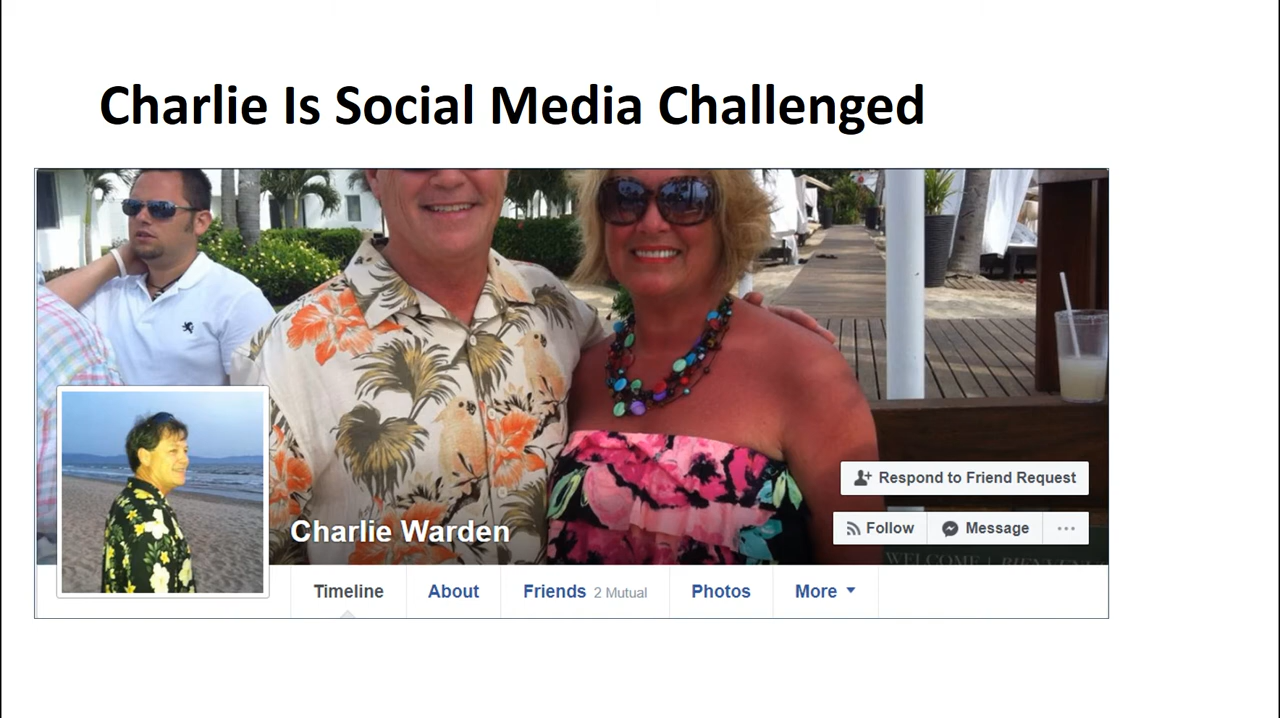 Charlie Is Social Media Challenged
Respond to Friend Request
Charlie Warden
Follow
Message
WELCOME
Timeline
About
Friends 2 Mutual
Photos
More